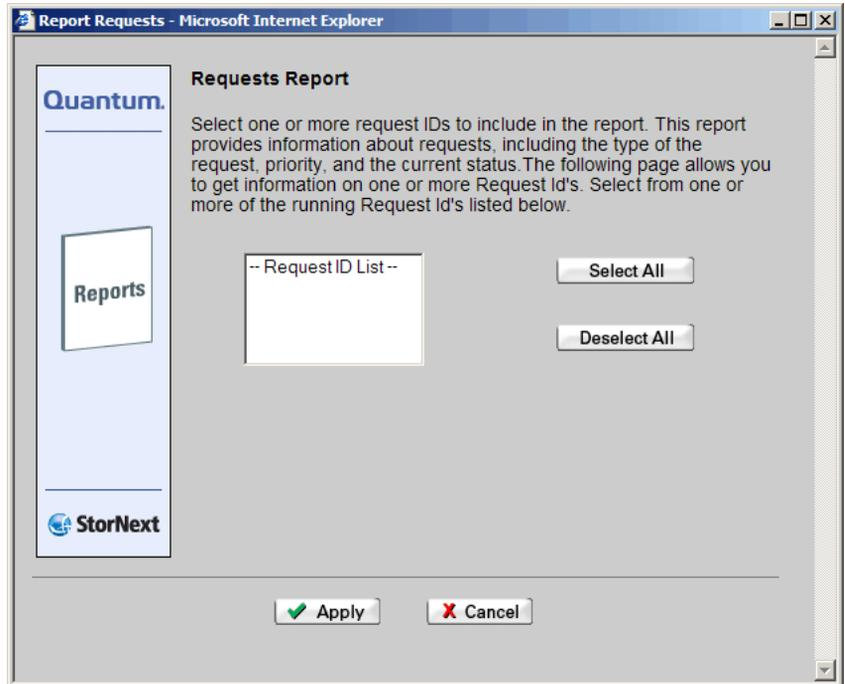 Report Requests - Microsoft Internet Explorer
Quantum.
Requests Report
Select one or more request IDs to include in the report. This report
provides information about requests, including the type of the
request, priority, and the current status.The following page allows you
to get information on one or more Request Id's. Select from one or
more of the running Request Id's listed below.
Reports
-- Request ID List --
Select All
Deselect All
StorNext
Apply
Cancel